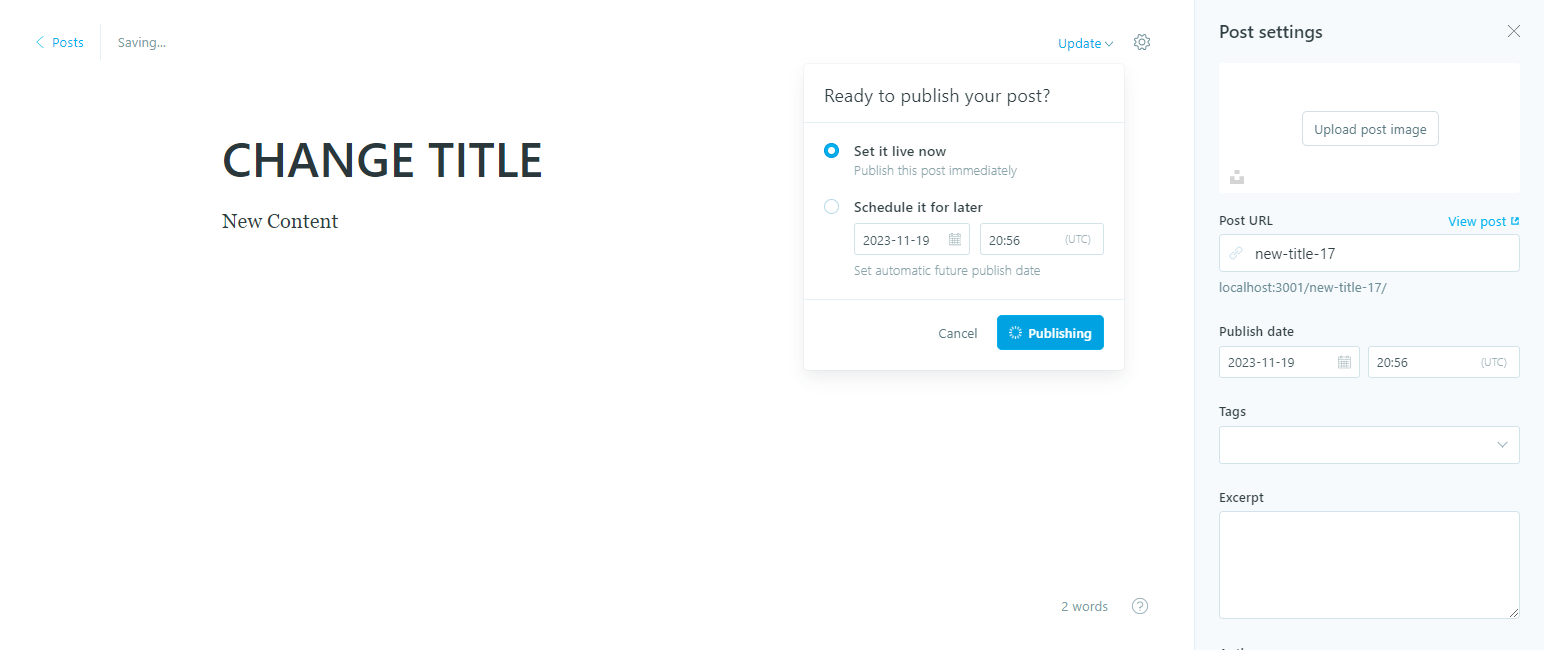 Posts
Saving...
Update
CHANGE TITLE
New Content
Ready to publish your post?
Set it live now
Publish this post immediately
Schedule it for later
2023-11-19
20:56 (UTC)
Set automatic future publish date
Cancel
Publishing
2 words
?
Post settings
Upload post image
Post URL
View post
new-title-17
localhost:3001/new-title-17/
Publish date
2023-11-19
20:56 (UTC)
Tags
Excerpt